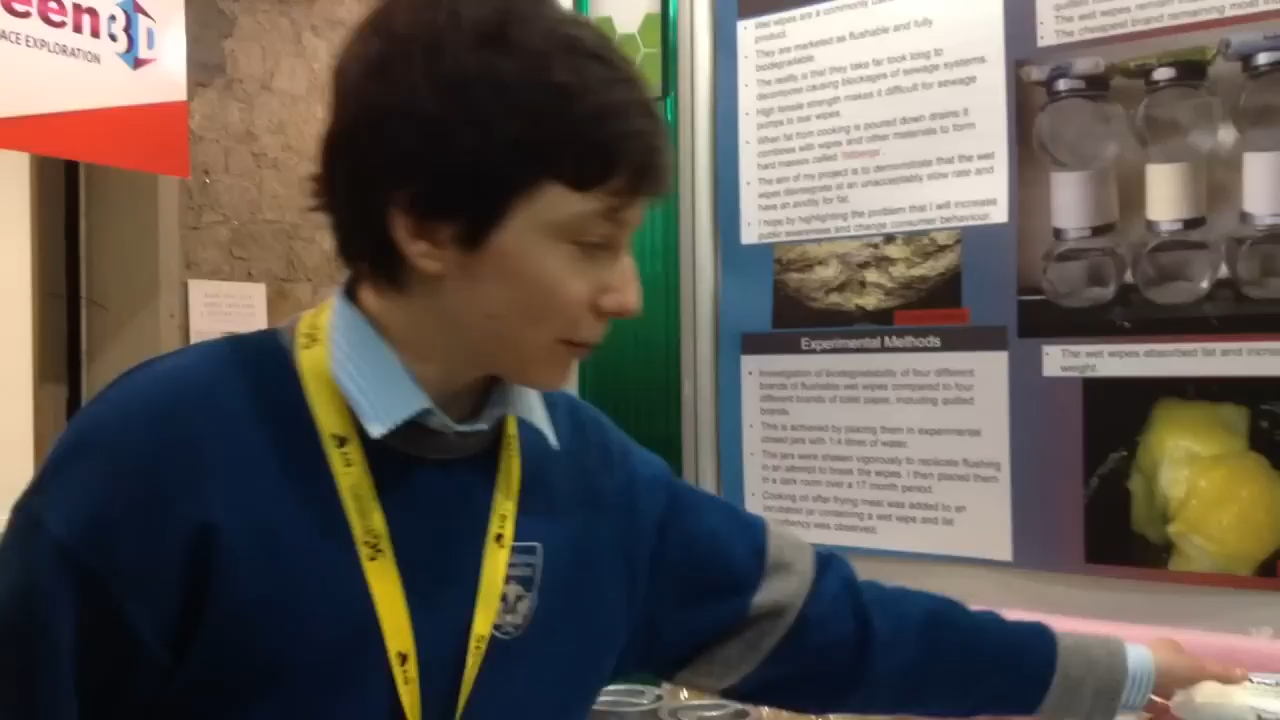 een3D
ACE EXPLORATION
Wet wipes are a commonly
product.
They are marketed as flushable and fully
biodegradable.
The reality is that they take far took long to
decompose causing blockages of sewage systems.
High tensile strength makes it difficult for sewage
pumps to wipes.
When fat from cooking is poured down drains it
combines with wipes and other materials to form
hard masses called 'fatbergs'.
The aim of my project is to demonstrate that the wet
wipes disintegrate at an unacceptably slow rate and
have an avidity for fat.
I hope by highlighting the problem that I will increase
public awareness and change consumer behaviour.
Experimental Methods
Investigation of biodegradability of four different
brands of flushable wet wipes compared to four
different brands of toilet paper, including quilted
brands.
This is achieved by placing them in experimental
closed jars with 1.4 litres of water.
The jars were shaken vigorously to replicate flushing
in an attempt to break the wipes. I then placed them
in a dark room over a 17 month period.
Cooking oil after frying meat was added to an
incubated jar containing a wet wipe and fat
was observed.
The wet wipes remain
The cheapest brand remaining most
The wet wipes absorbed fat and
weight.